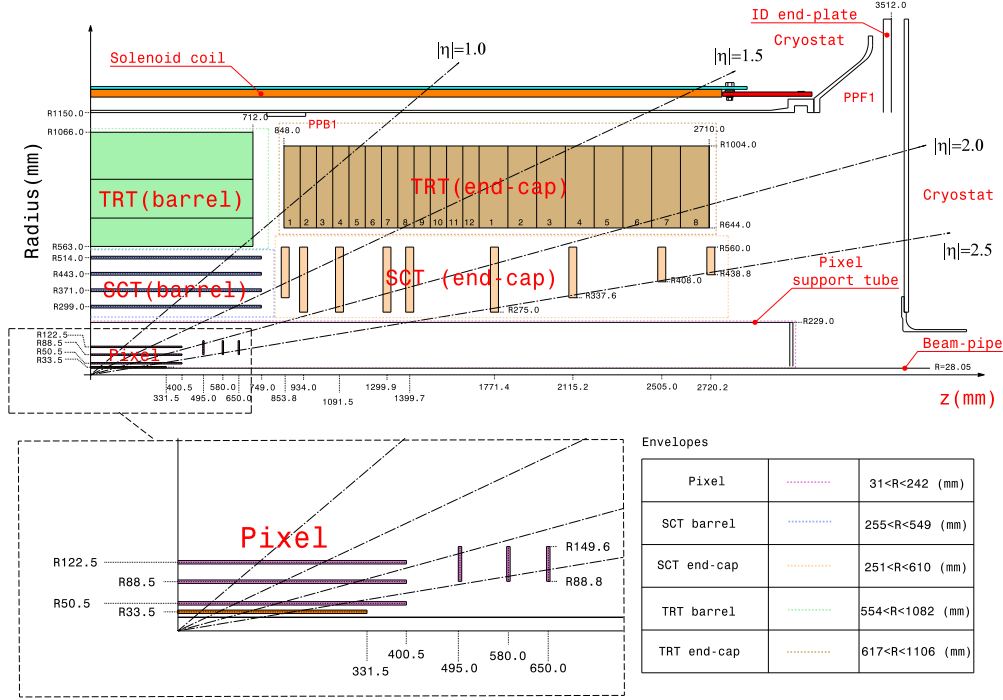 3512.0
ID end-plate
Cryostat
|η|=1.0
|η|=1.5
Solenoid coil
PPF1
R1150.0
712.0
PPB1
848.0
2710.0
R1066.0
R1004.0
|η|=2.0
Radius(mm)
TRT(barrel)
TRT(end-cap)
Cryostat
1 2 3 4 5 6 7 8 9 10 11 12 1 2 3 4 5 6 7 8
R644.0
R563.0
R560.0
|η|=2.5
R514.0
R443.0
R438.8
Pixel
support tube
SCT(barrel)
SCT (end-cap)
R408.0
R371.0
R337.6
R299.0
R275.0
R229.0
R122.5
R88.5
R50.5
R33.5
Pixel
Beam-pipe
R=28.05
400.5 580.0 749.0 934.0 1299.9 1771.4 2115.2 2505.0 2720.2
331.5 495.0 650.0 853.8 1091.5 1399.7
z(mm)
Envelopes
Pixel 31<R<242 (mm)
SCT barrel 255<R<549 (mm)
SCT end-cap 251<R<610 (mm)
TRT barrel 554<R<1082 (mm)
TRT end-cap 617<R<1106 (mm)
Pixel
R122.5
R149.6
R88.5
R88.8
R50.5
R33.5
400.5
580.0
331.5
495.0
650.0